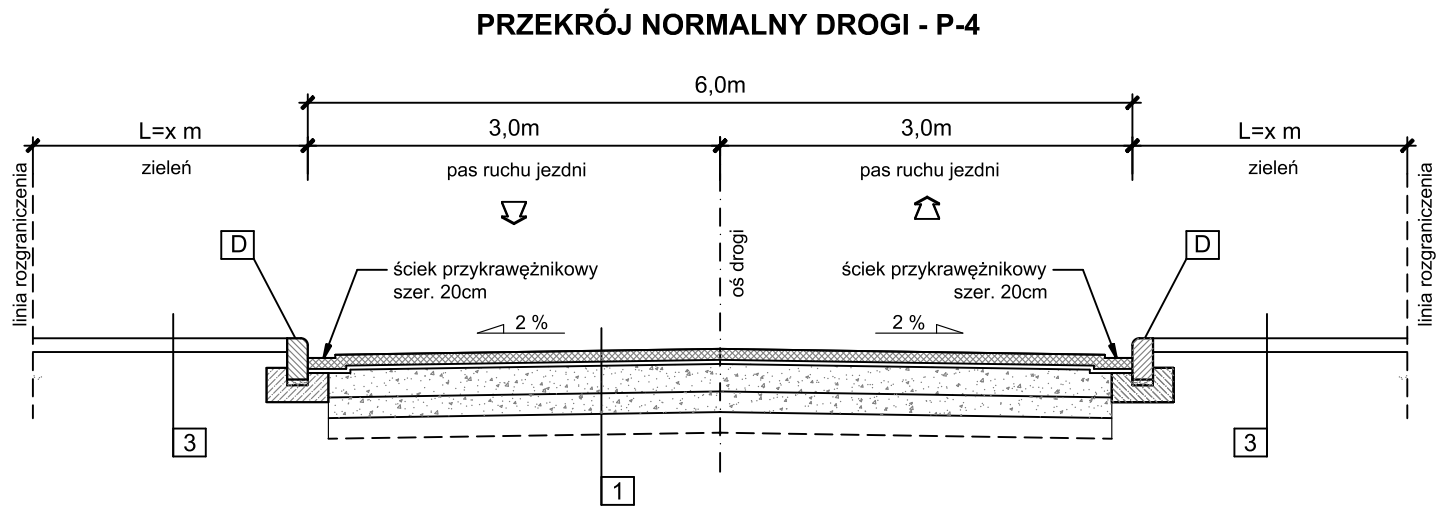 PRZEKRÓJ NORMALNY DROGI - P-4
6,0m
L=x m
3,0m
3,0m
L=x m
zieleń
pas ruchu jezdni
pas ruchu jezdni
zieleń
linia rozgraniczenia
oś drogi
linia rozgraniczenia
D
D
ściek przykrawężnikowy
szer. 20cm
ściek przykrawężnikowy
szer. 20cm
2 %
2 %
3
3
1